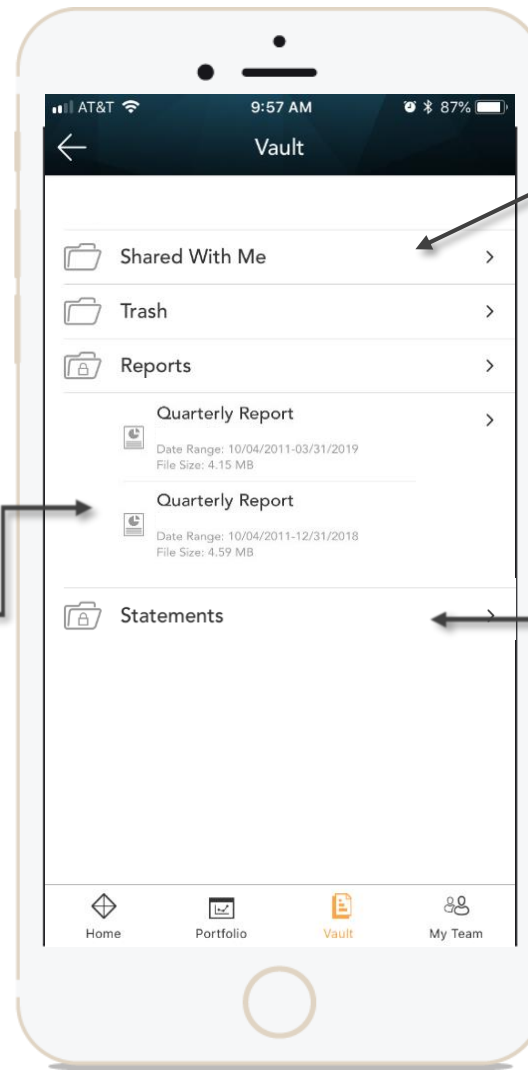 AT&T 9:57 AM 87%
Vault
Shared With Me
Trash
Reports
Quarterly Report
Date Range: 10/04/2011-03/31/2019
File Size: 4.15 MB
Quarterly Report
Date Range: 10/04/2011-12/31/2018
File Size: 4.59 MB
Statements
Home Portfolio Vault My Team